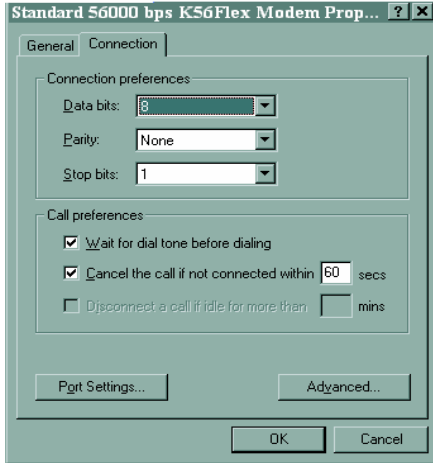 Standard 56000 bps K56Flex Modem Prop... ? ×
General Connection
Connection preferences
Data bits: 8
Parity: None
Stop bits: 1
Call preferences
Wait for dial tone before dialing
Cancel the call if not connected within 60 secs
Disconnect a call if idle for more than mins
Port Settings... Advanced...
OK Cancel